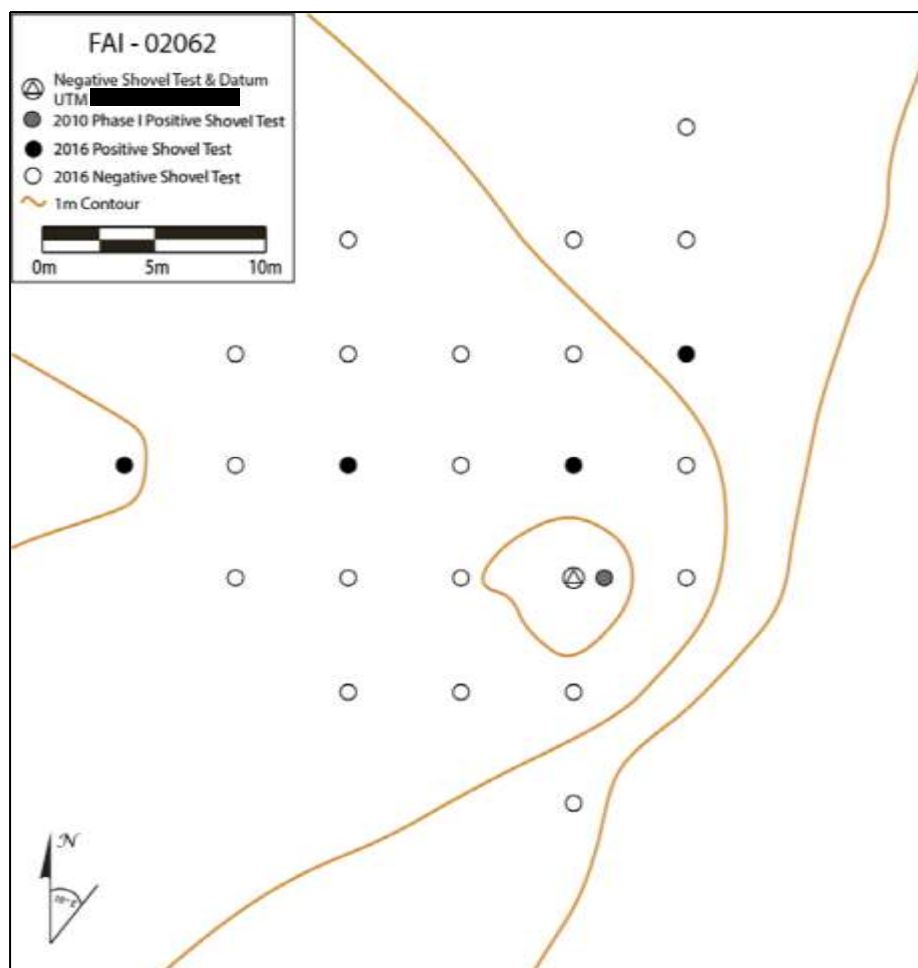 FAI - 02062
Negative Shovel Test & Datum
UTM
2010 Phase I Positive Shovel Test
2016 Positive Shovel Test
2016 Negative Shovel Test
1m Contour
0m 5m 10m
N